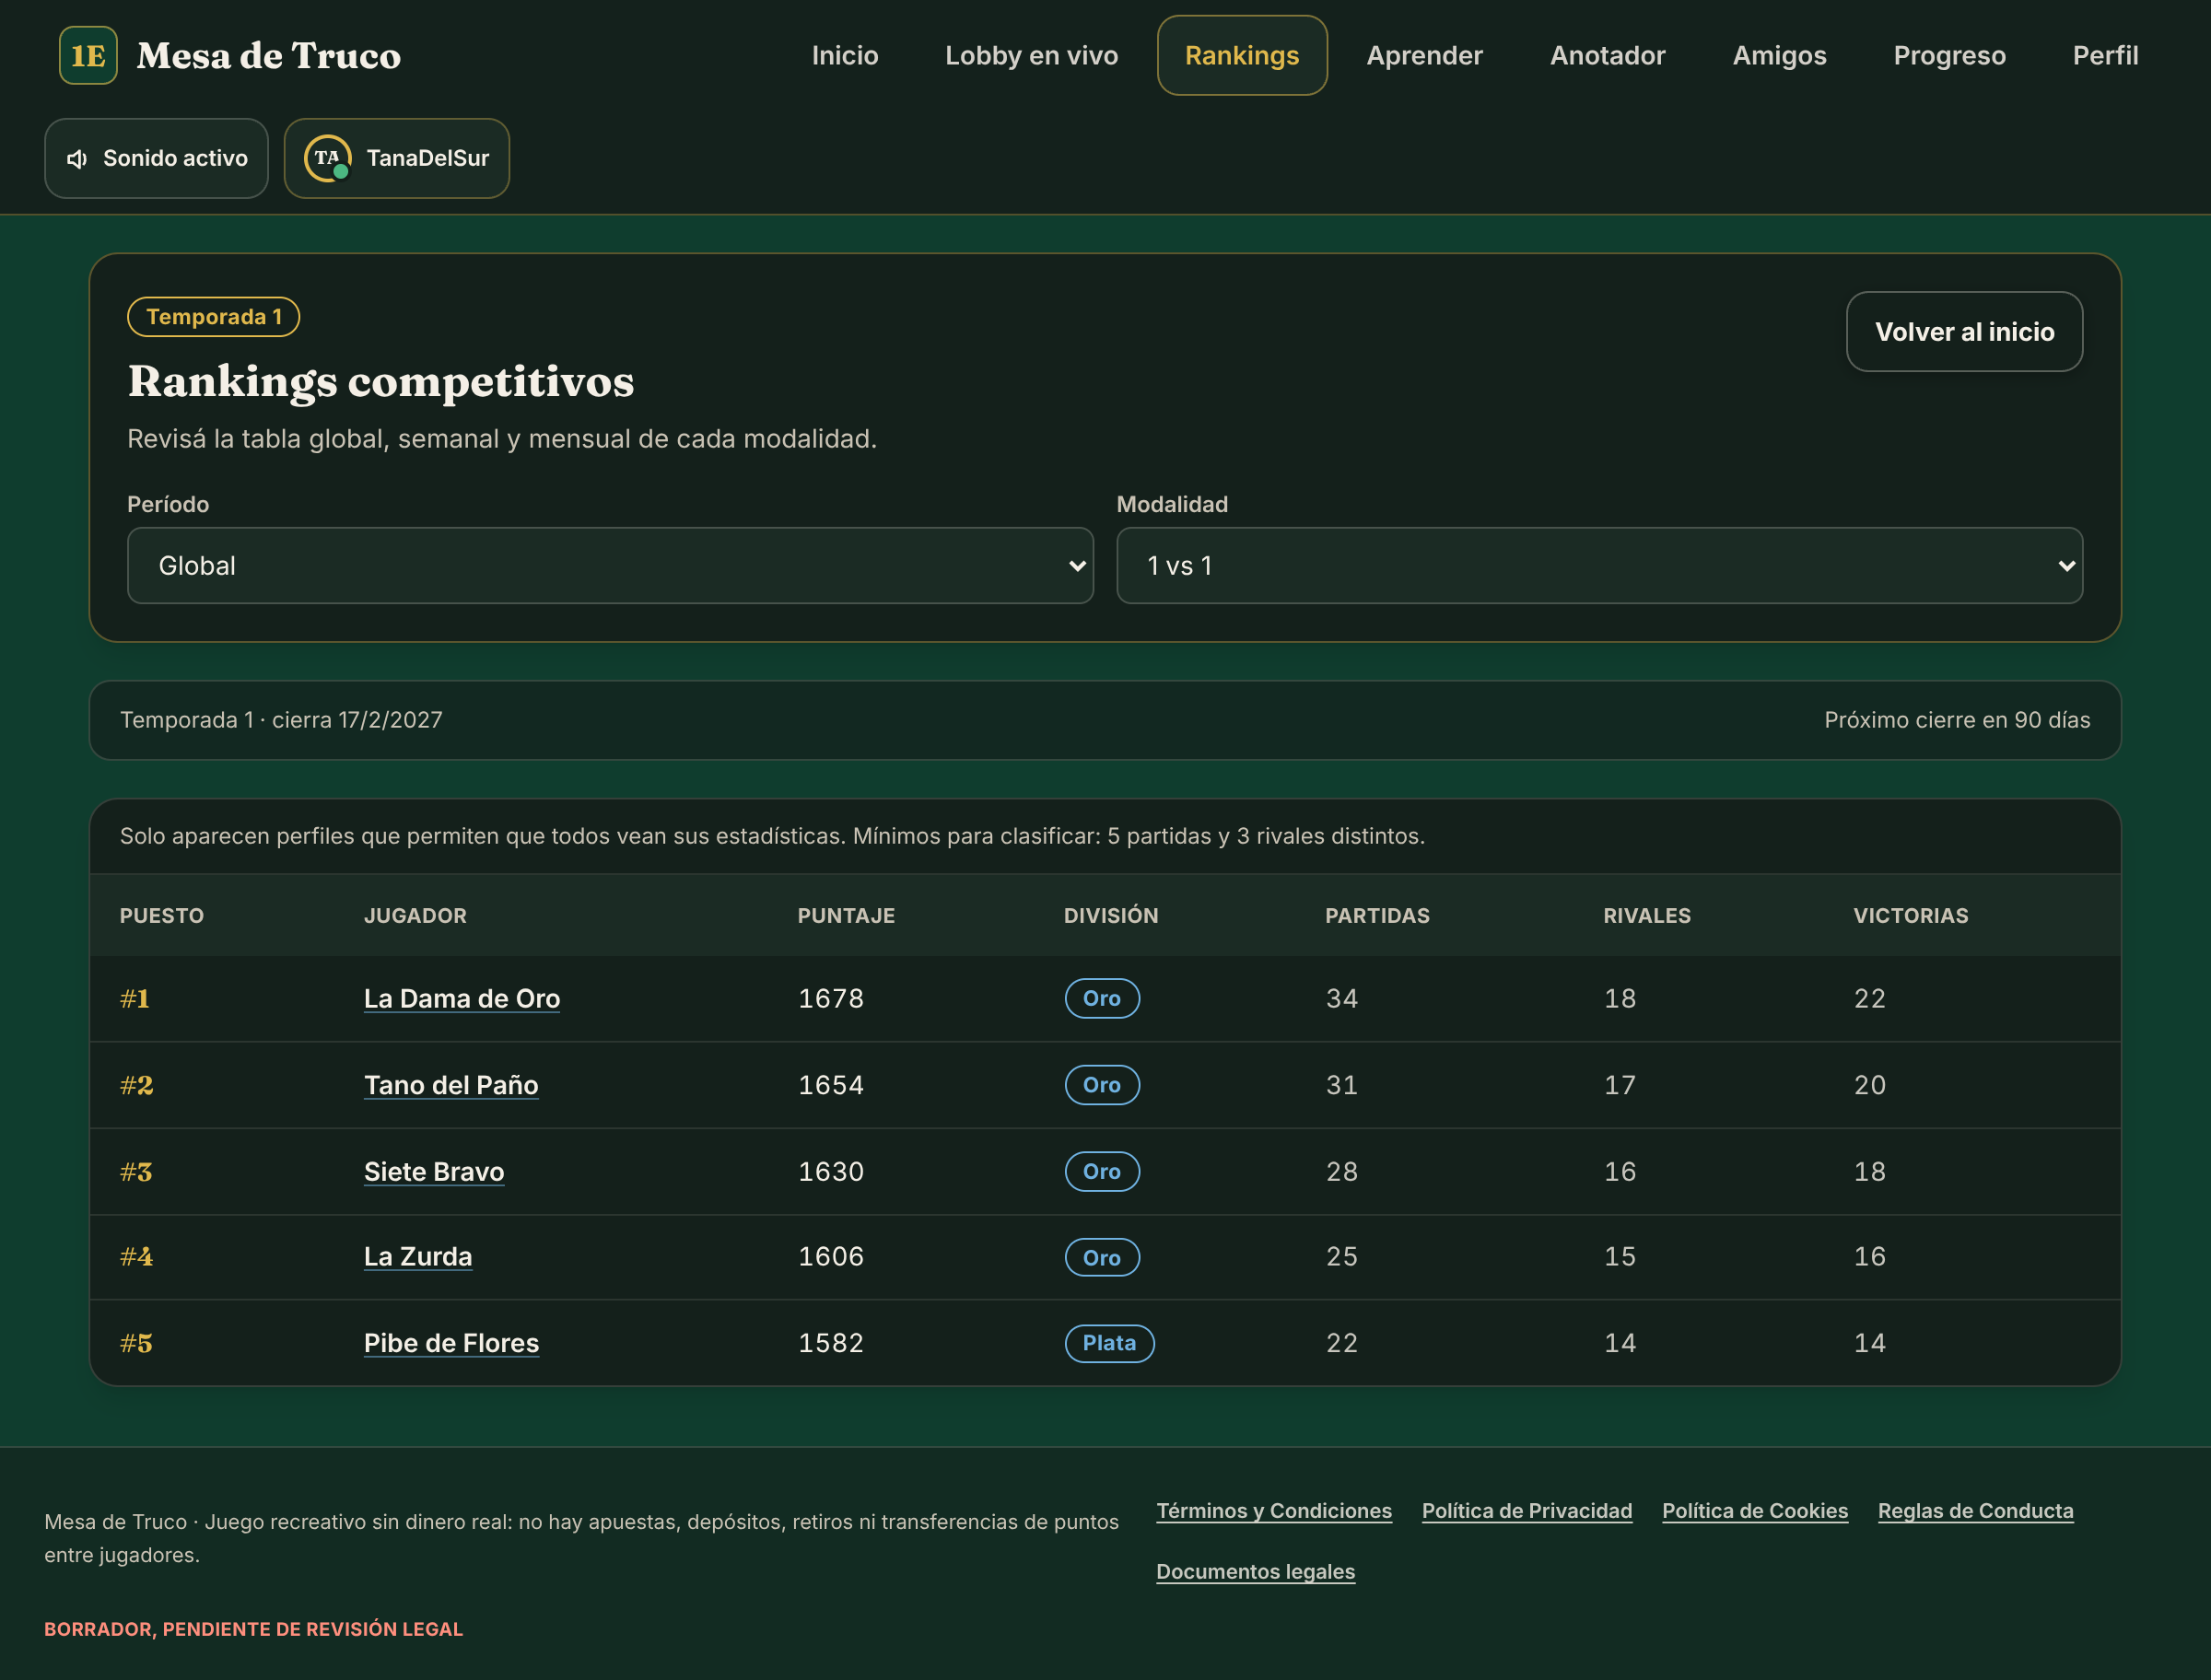 1E Mesa de Truco
Inicio Lobby en vivo Rankings Aprender Anotador Amigos Progreso Perfil
Sonido activo
TA TanaDelSur
Temporada 1
Volver al inicio
Rankings competitivos
Revisá la tabla global, semanal y mensual de cada modalidad.
Período Modalidad
Global 1 vs 1
Temporada 1 · cierra 17/2/2027 Próximo cierre en 90 días
Solo aparecen perfiles que permiten que todos vean sus estadísticas. Mínimos para clasificar: 5 partidas y 3 rivales distintos.
PUESTO JUGADOR PUNTAJE DIVISIÓN PARTIDAS RIVALES VICTORIAS
#1 La Dama de Oro 1678 Oro 34 18 22
#2 Tano del Paño 1654 Oro 31 17 20
#3 Siete Bravo 1630 Oro 28 16 18
#4 La Zurda 1606 Oro 25 15 16
#5 Pibe de Flores 1582 Plata 22 14 14
Mesa de Truco · Juego recreativo sin dinero real: no hay apuestas, depósitos, retiros ni transferencias de puntos
entre jugadores.
BORRADOR, PENDIENTE DE REVISIÓN LEGAL
Términos y Condiciones Política de Privacidad Política de Cookies Reglas de Conducta
Documentos legales